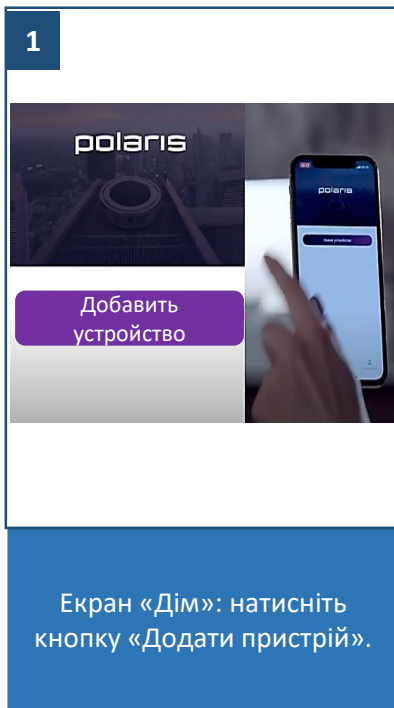 1
polaris
Добавить
устройство
polaris
Екран «Дім»: натисніть
кнопку «Додати пристрій».